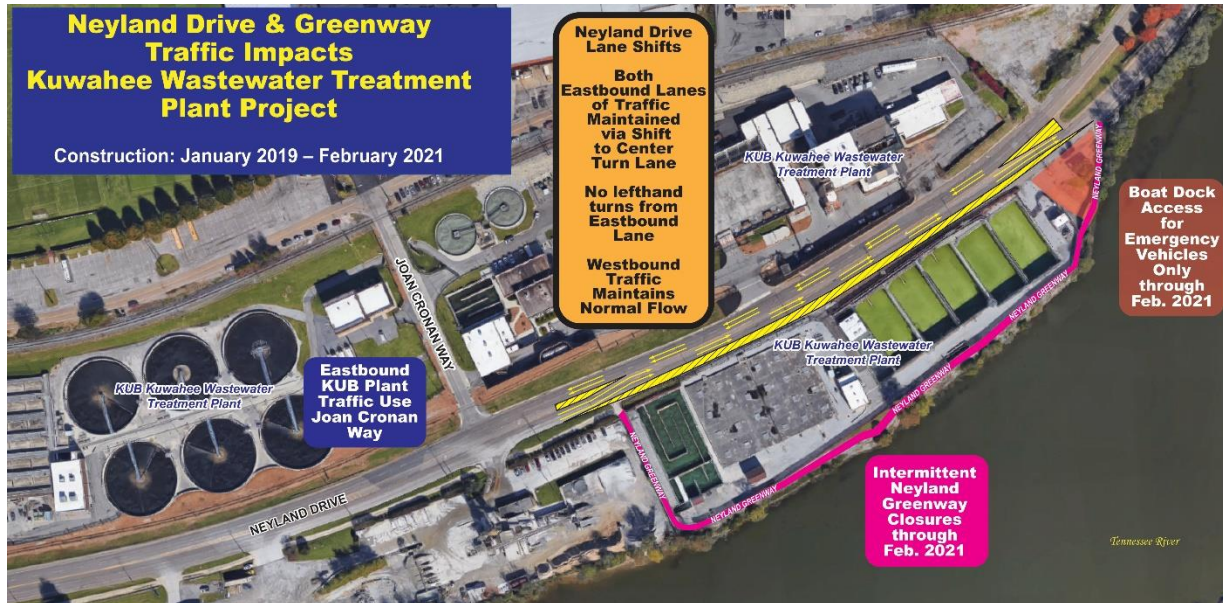 Neyland Drive & Greenway
Traffic Impacts
Kuwahee Wastewater Treatment
Plant Project
Construction: January 2019 – February 2021
Neyland Drive
Lane Shifts
Both
Eastbound Lanes
of Traffic
Maintained
via Shift
to Center
Turn Lane
No lefthand
turns from
Eastbound
Lane
Westbound
Traffic
Maintains
Normal Flow
KUB Kuwahee Wastewater
Treatment Plant
NEYLAND GREENWAY
Boat Dock
Access
for
Emergency
Vehicles
Only
through
Feb. 2021
JOAN CRONAN WAY
NEYLAND GREENWAY
KUB Kuwahee Wastewater
Treatment Plant
KUB Kuwahee Wastewater
Treatment Plant
Eastbound
KUB Plant
Traffic Use
Joan Cronan
Way
NEYLAND GREENWAY
NEYLAND GREENWAY
NEYLAND GREENWAY
NEYLAND DRIVE
Intermittent
Neyland
Greenway
Closures
through
Feb. 2021
Tennessee River